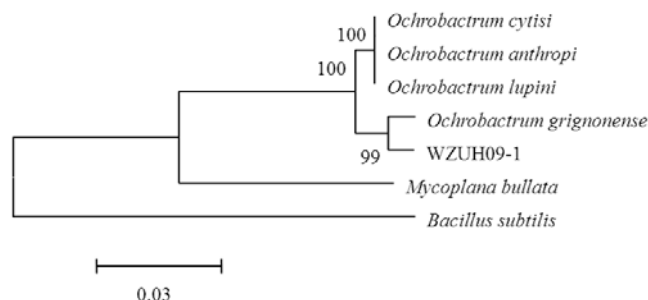 Ochrobactrum cytisi
100
Ochrobactrum anthropi
100
Ochrobactrum lupini
Ochrobactrum grignonense
99
WZUH09-1
Mycoplana bullata
Bacillus subtilis
0.03